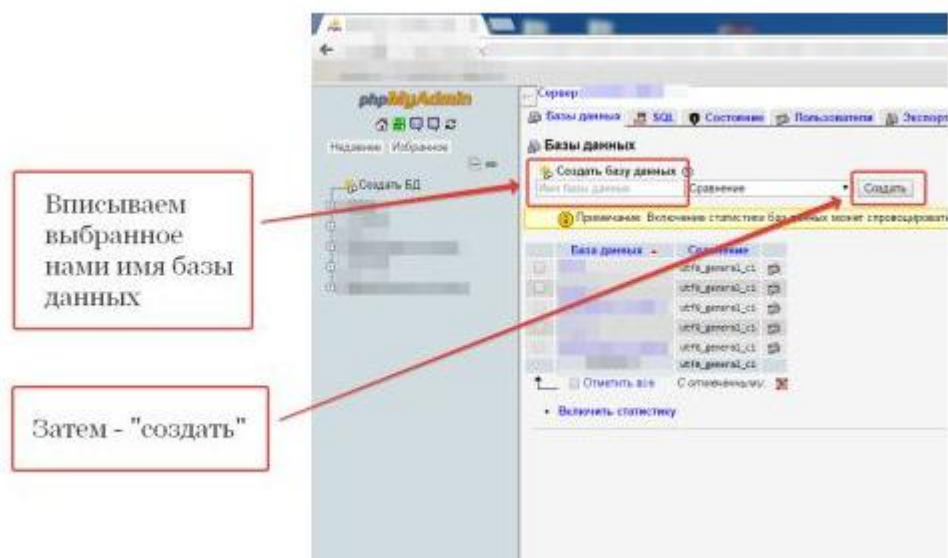 phpMyAdmin
Недавнее Избранное
Создать БД
Сервер:
Базы данных SQL Состояние Пользователи Экспорт
Базы данных
Создать базу данных
Имя базы данных Сравнение Создать
Примечание: Включение статистики баз данных может спровоцироват
База данных Сравнение
utf8_general_ci
utf8_general_ci
utf8_general_ci
utf8_general_ci
utf8_general_ci
utf8_general_ci
Отметить все С отмеченными:
Включить статистику
Вписываем
выбранное
нами имя базы
данных
Затем - "создать"